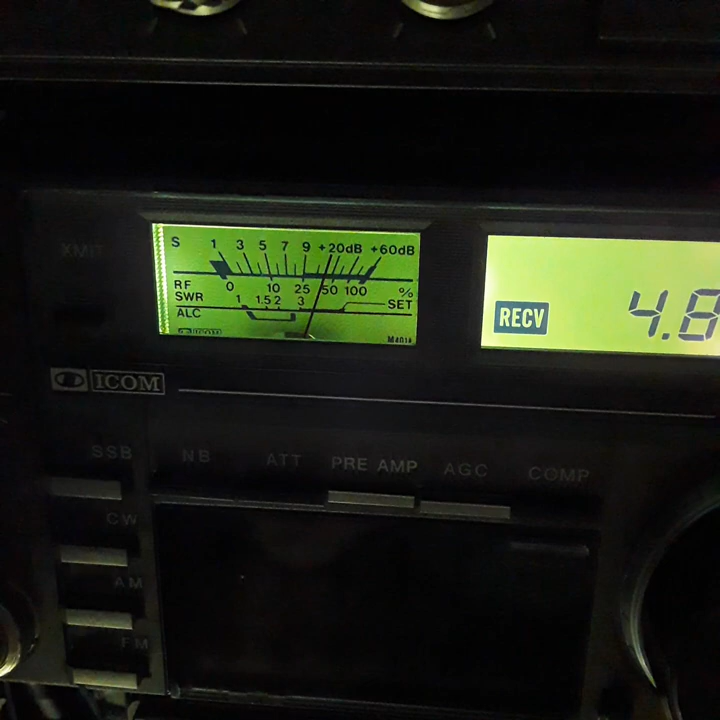 XMIT
S 1 3 5 7 9 +20dB +60dB
RF 0 10 25 50 100 %
SWR 1 1.5 2 3 SET
ALC
ICOM
RECV 4.8
ICOM
SSB NB ATT PRE AMP AGC COMP
CW
AM
FM